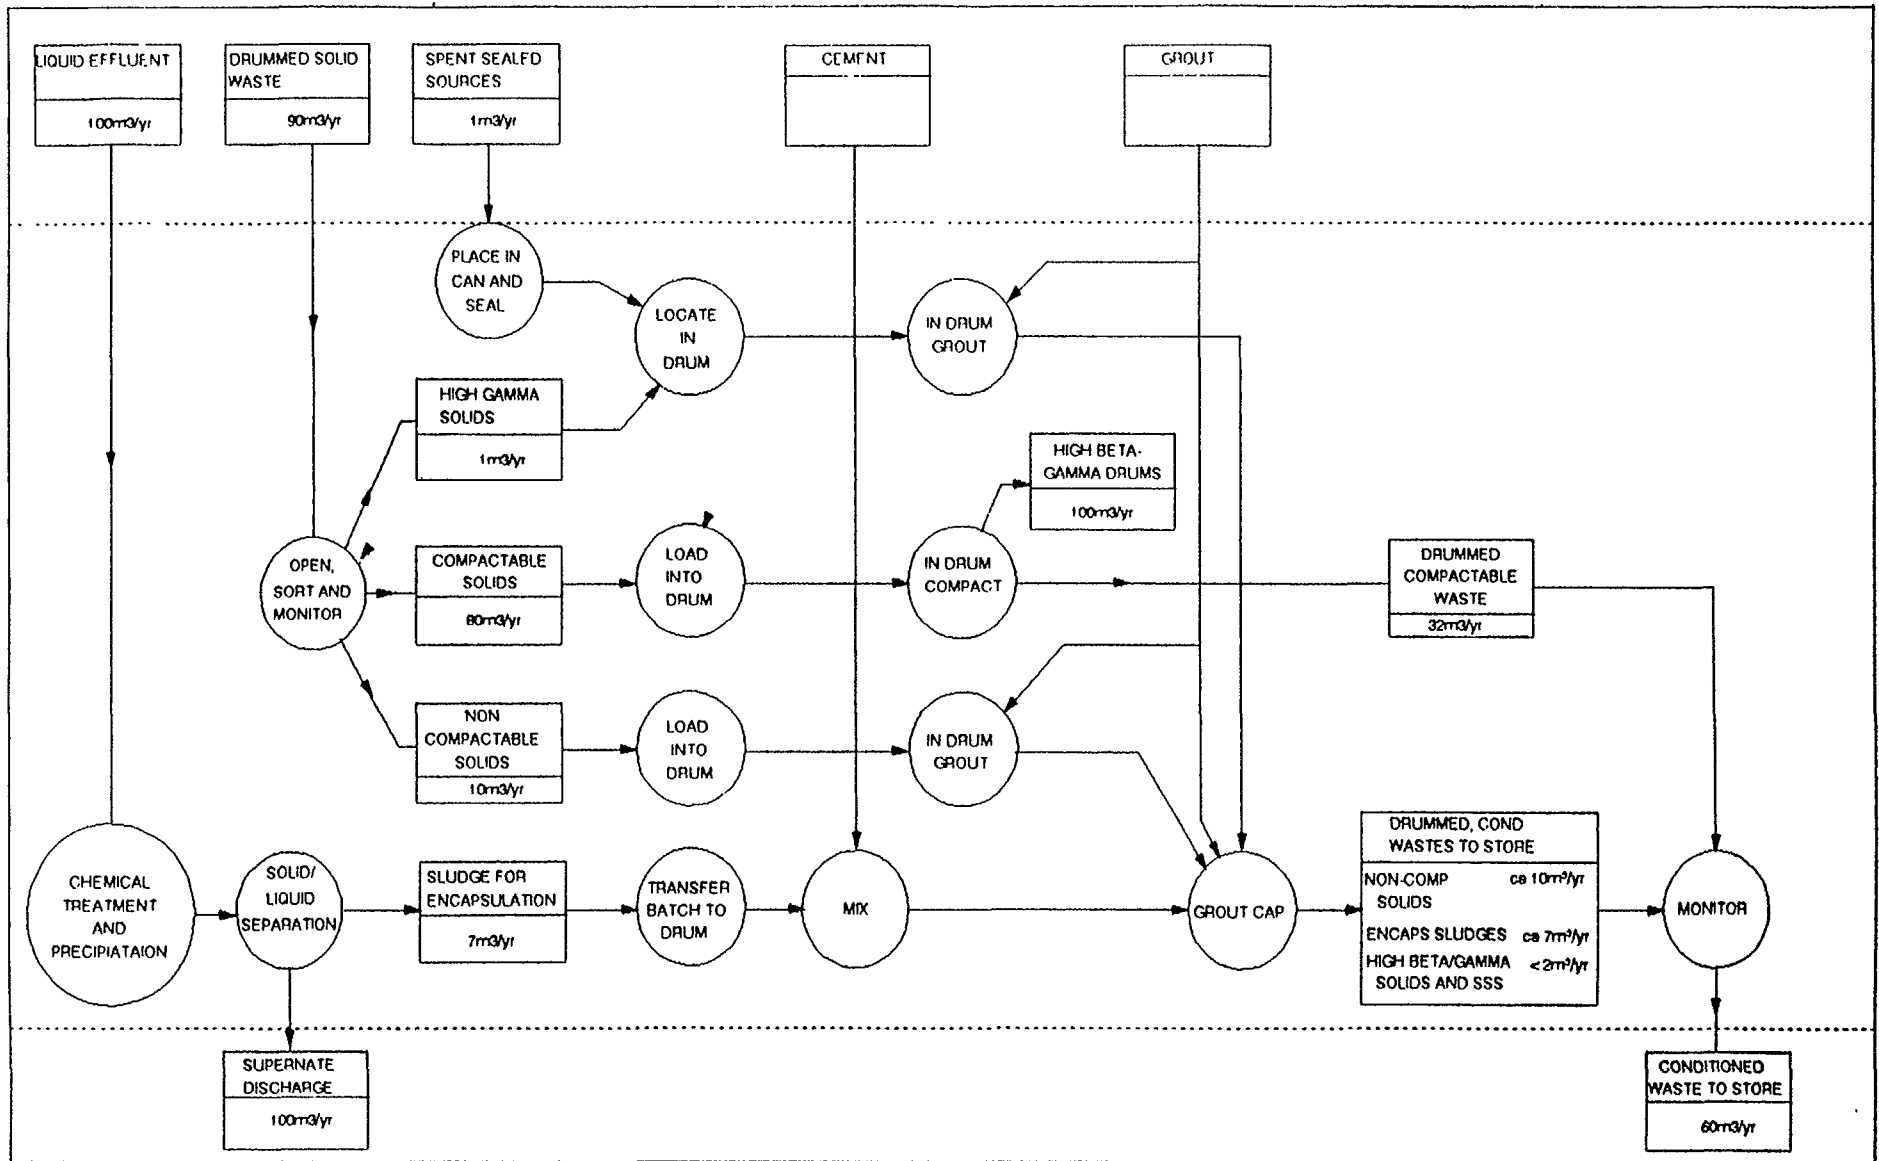 LIQUID EFFLUENT
100m3/yr
DRUMMED SOLID
WASTE
90m3/yr
SPENT SEALED
SOURCES
1m3/yr
CEMENT
GROUT
PLACE IN
CAN AND
SEAL
LOCATE
IN
DRUM
IN DRUM
GROUT
HIGH GAMMA
SOLIDS
1m3/yr
HIGH BETA-
GAMMA DRUMS
100m3/yr
OPEN,
SORT AND
MONITOR
COMPACTABLE
SOLIDS
80m3/yr
LOAD
INTO
DRUM
IN DRUM
COMPACT
DRUMMED
COMPACTABLE
WASTE
32m3/yr
NON
COMPACTABLE
SOLIDS
10m3/yr
LOAD
INTO
DRUM
IN DRUM
GROUT
CHEMICAL
TREATMENT
AND
PRECIPIATAION
SOLID/
LIQUID
SEPARATION
SLUDGE FOR
ENCAPSULATION
7m3/yr
TRANSFER
BATCH TO
DRUM
MIX
GROUT CAP
DRUMMED, COND
WASTES TO STORE
NON-COMP ca 10m³/yr
SOLIDS
ENCAPS SLUDGES ca 7m³/yr
HIGH BETA/GAMMA <2m³/yr
SOLIDS AND SSS
MONITOR
SUPERNATE
DISCHARGE
100m3/yr
CONDITIONED
WASTE TO STORE
60m3/yr